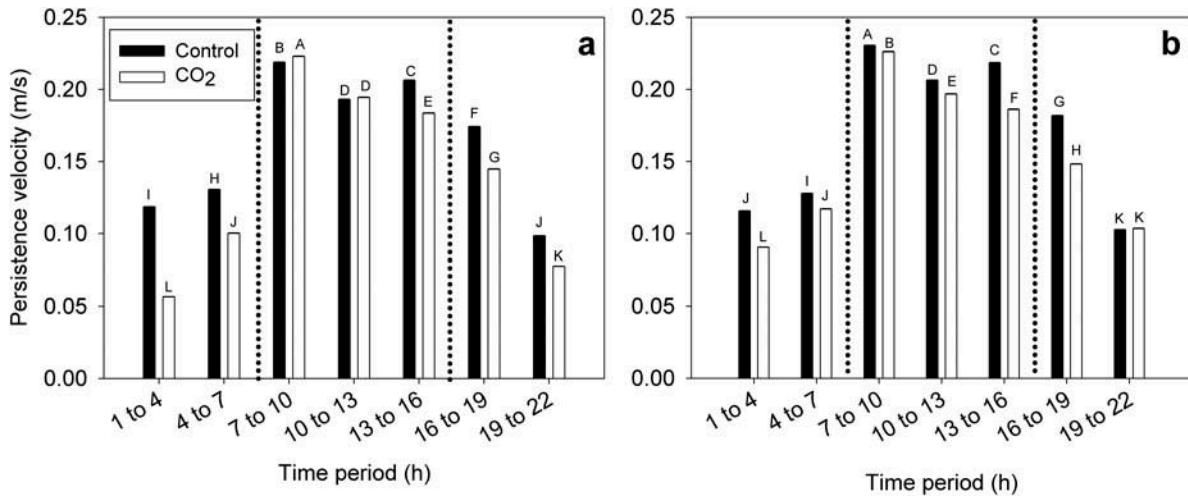 0.25
0.20
0.15
0.10
0.05
0.00
Persistence velocity (m/s)
Control
CO2
a
I L H J B A D D C E F G J K
1 to 4
4 to 7
7 to 10
10 to 13
13 to 16
16 to 19
19 to 22
Time period (h)
0.25
0.20
0.15
0.10
0.05
0.00
b
J L I J A B D E C F G H K K
1 to 4
4 to 7
7 to 10
10 to 13
13 to 16
16 to 19
19 to 22
Time period (h)